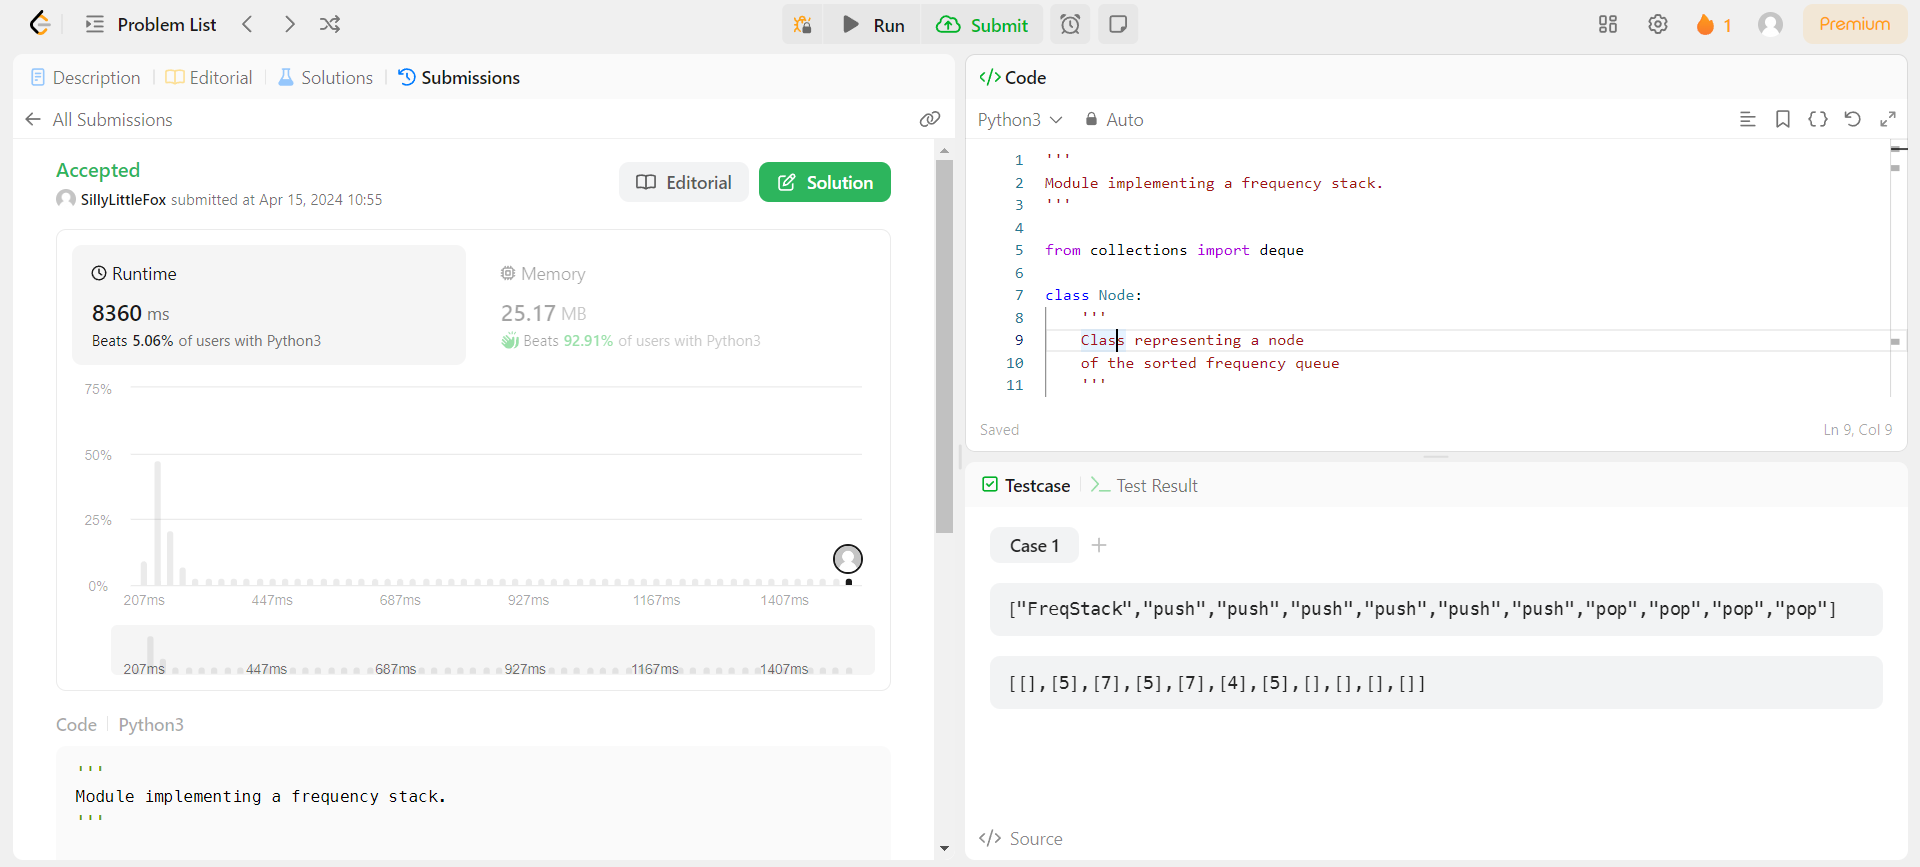 Problem List
Run
Submit
1
Premium
Description
Editorial
Solutions
Submissions
All Submissions
Accepted
SillyLittleFox submitted at Apr 15, 2024 10:55
Editorial
Solution
Runtime
8360 ms
Beats 5.06% of users with Python3
Memory
25.17 MB
Beats 92.91% of users with Python3
75%
50%
25%
0%
207ms 447ms 687ms 927ms 1167ms 1407ms
207ms 447ms 687ms 927ms 1167ms 1407ms
Code Python3
'''
Module implementing a frequency stack.
'''
</> Code
Python3
Auto
1 '''
2 Module implementing a frequency stack.
3 '''
4
5 from collections import deque
6
7 class Node:
8 '''
9 Class representing a node
10 of the sorted frequency queue
11 '''
Saved
Ln 9, Col 9
Testcase
Test Result
Case 1
["FreqStack","push","push","push","push","push","push","pop","pop","pop","pop"]
[[],[5],[7],[5],[7],[4],[5],[],[],[],[]]
</> Source